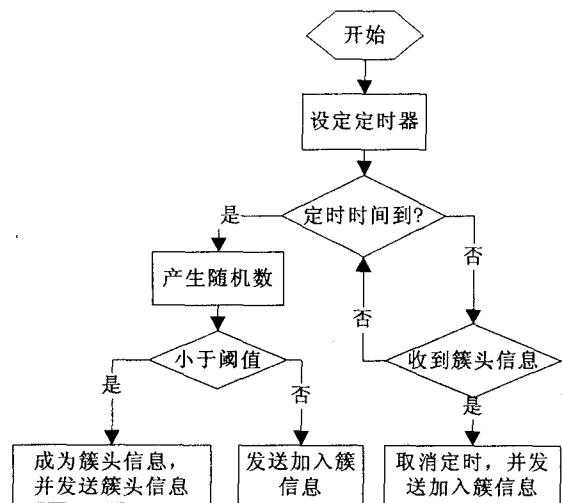 开始
设定定时器
定时时间到?
是
否
产生随机数
否
小于阈值
收到簇头信息
是
否
是
成为簇头信息，
并发送簇头信息
发送加入簇
信息
取消定时，并发
送加入簇信息